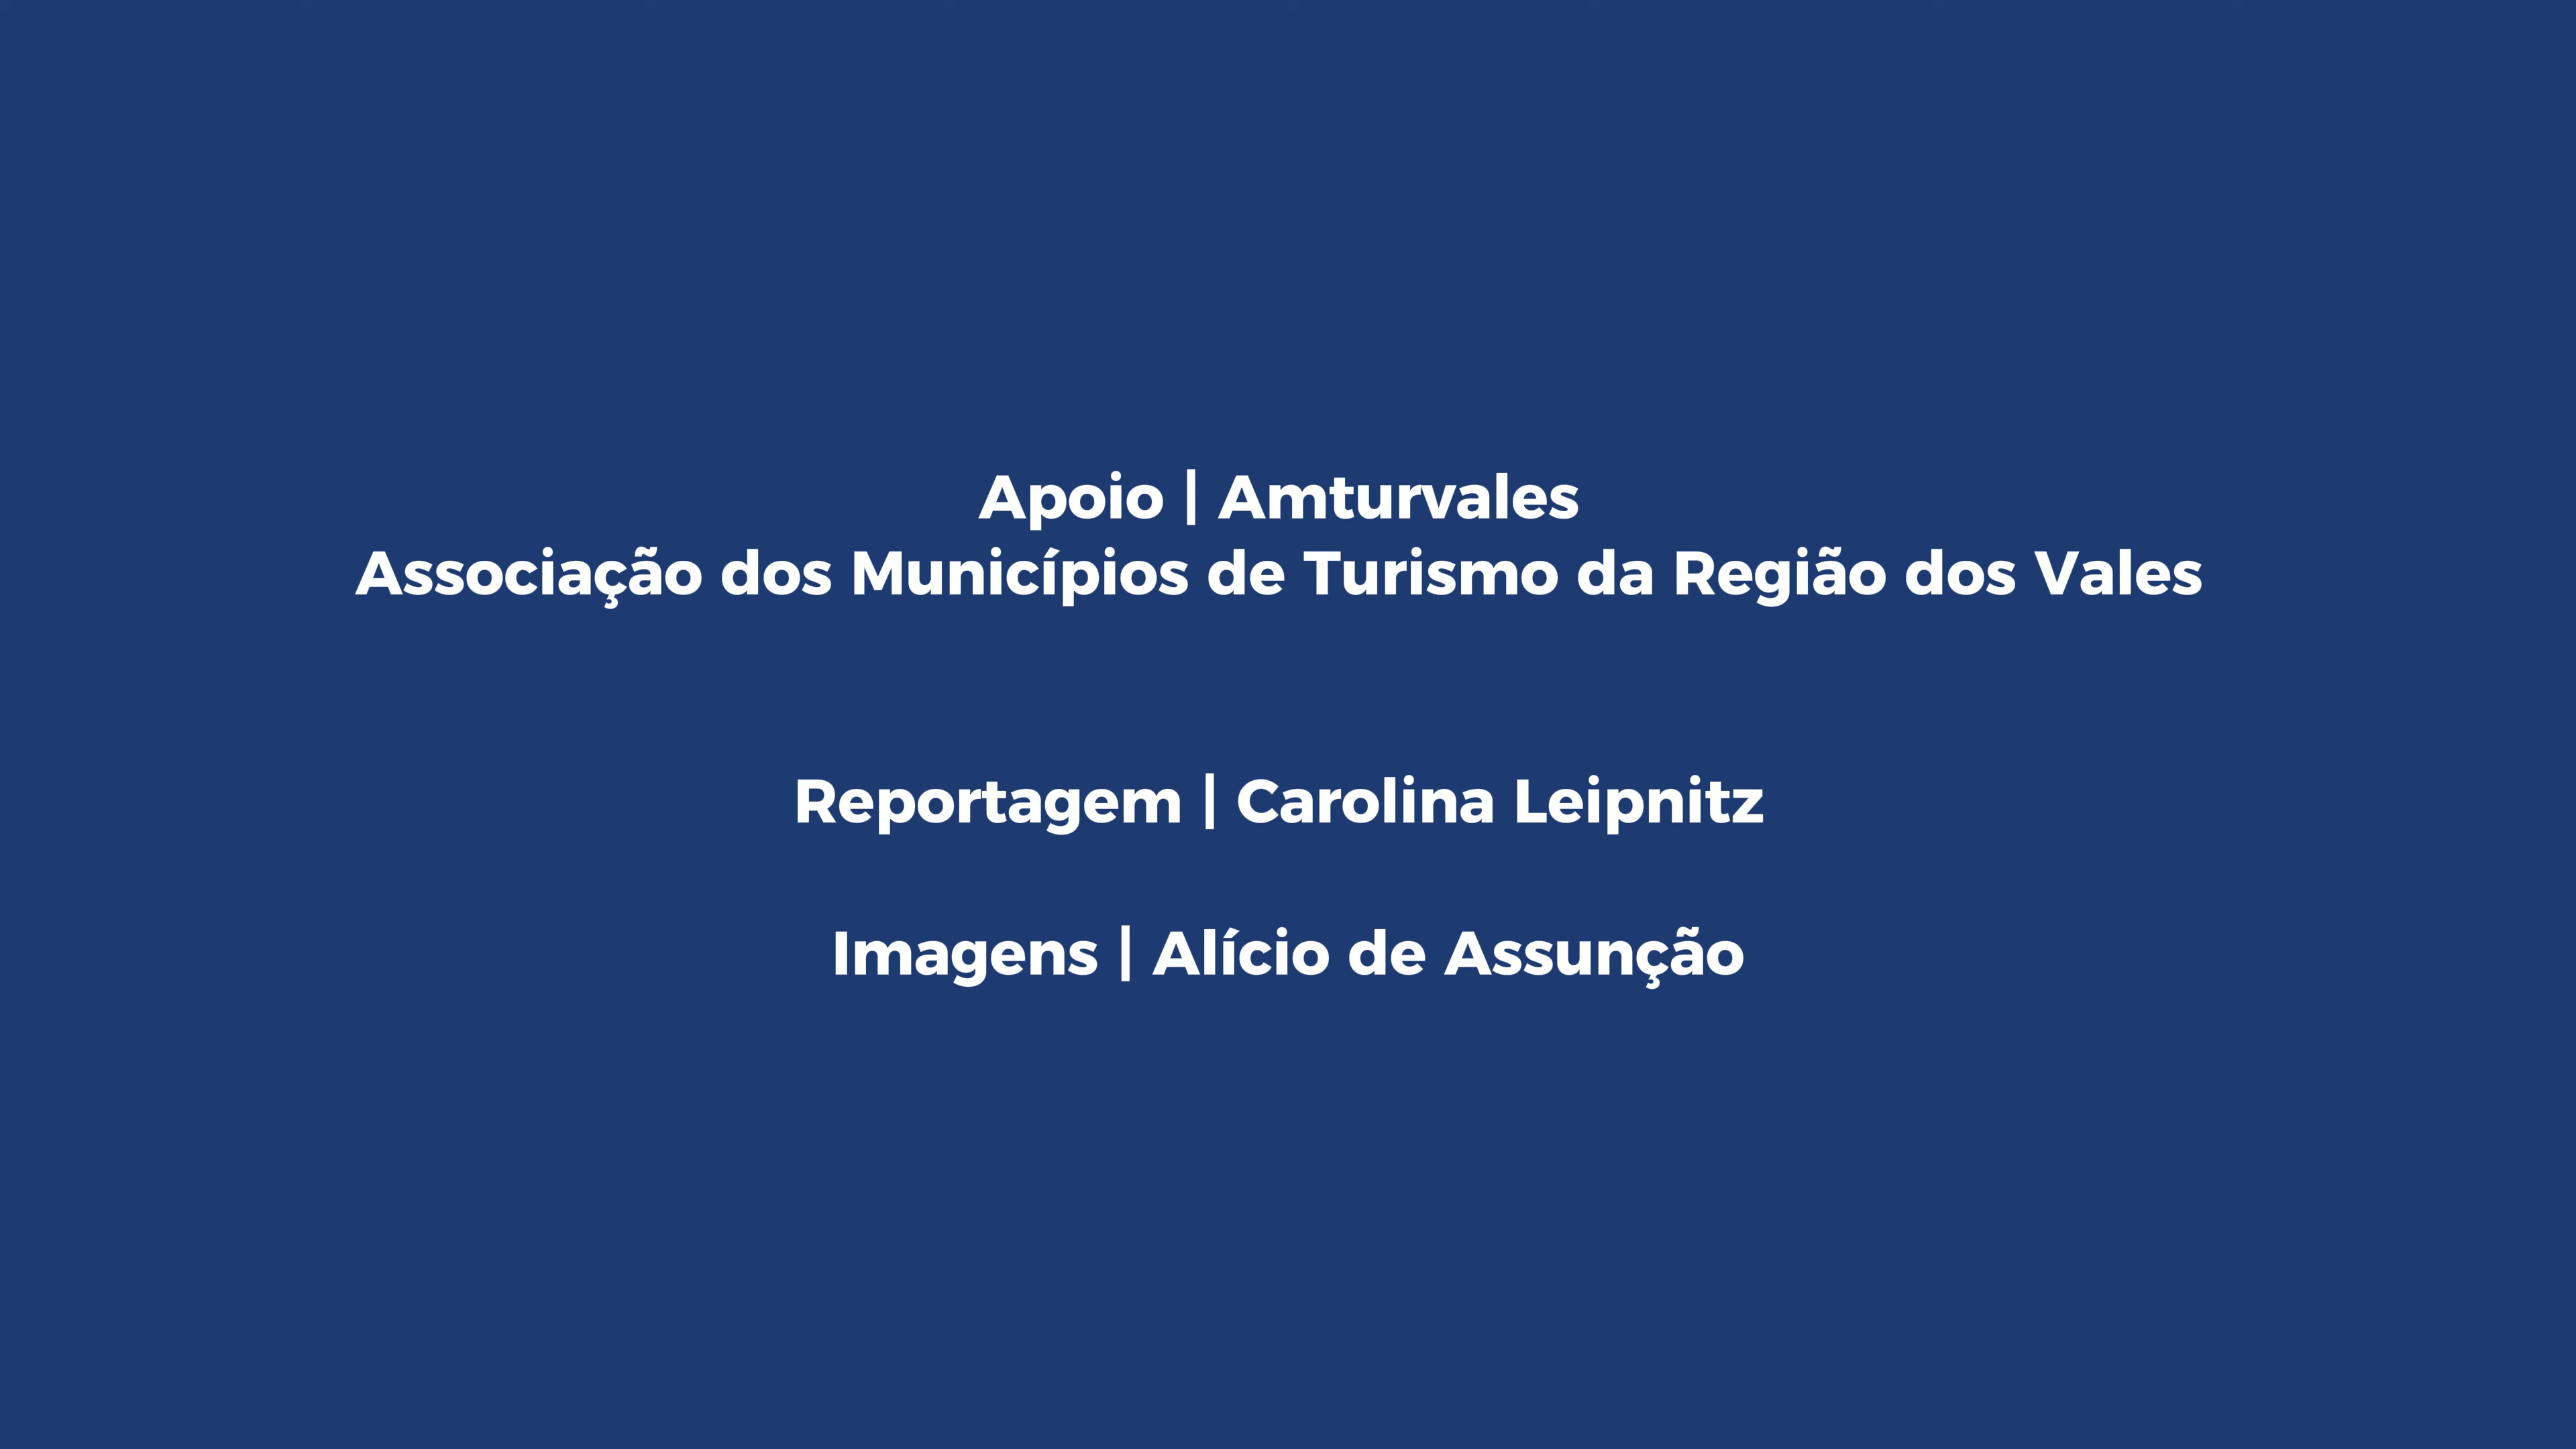 Apoio | Amturvales
Associação dos Municípios de Turismo da Região dos Vales
Reportagem | Carolina Leipnitz
Imagens | Alício de Assunção